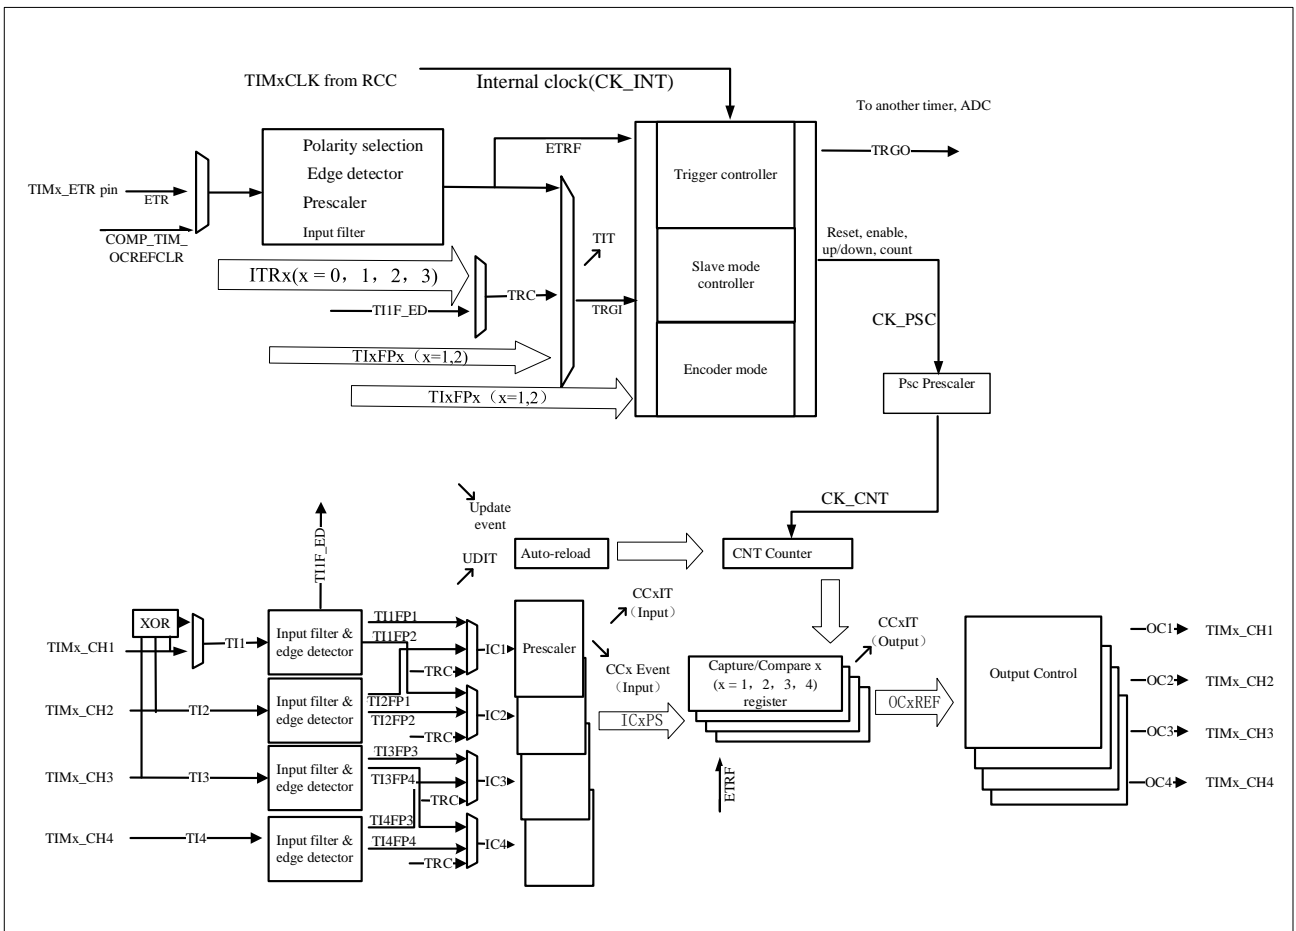 TIMxCLK from RCC
Internal clock(CK_INT)
To another timer, ADC
TRGO
TIMx_ETR pin
ETR
COMP_TIM_
OCREFCLR
Polarity selection
Edge detector
Prescaler
Input filter
ETRF
Trigger controller
Slave mode
controller
Encoder mode
Reset, enable,
up/down, count
ITRx(x = 0，1，2，3)
TI1F_ED
TRC
TIT
TRGI
TIxFPx（x=1,2）
TIxFPx（x=1,2）
CK_PSC
Psc Prescaler
CK_CNT
Update
event
UDIT
Auto-reload
CNT Counter
TI1F_ED
XOR
TIMx_CH1
TI1
Input filter &
edge detector
TI1FP1
TI1FP2
TRC
IC1
TIMx_CH2
TI2
Input filter &
edge detector
TI2FP1
TI2FP2
TRC
IC2
TIMx_CH3
TI3
Input filter &
edge detector
TI3FP3
TI3FP4
TRC
IC3
TIMx_CH4
TI4
Input filter &
edge detector
TI4FP3
TI4FP4
TRC
IC4
Prescaler
CCxIT
（Input）
CCx Event
(Input)
ICxPS
Capture/Compare x
(x = 1，2，3，4)
register
ETRF
CCxIT
（Output）
OCxREF
Output Control
OC1
TIMx_CH1
OC2
TIMx_CH2
OC3
TIMx_CH3
OC4
TIMx_CH4